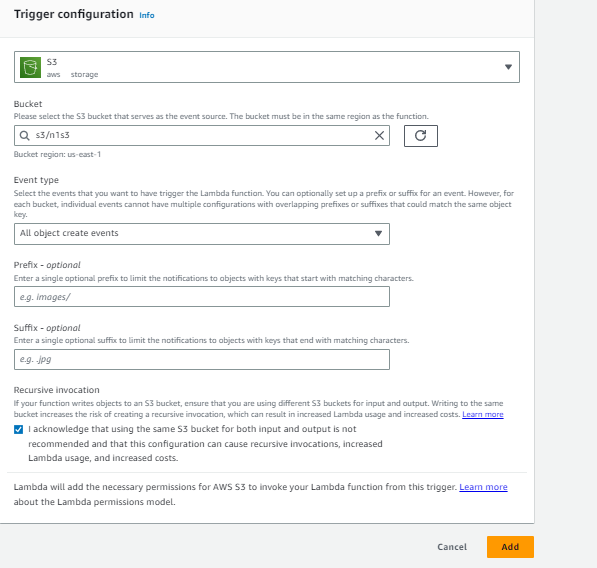 Trigger configuration Info
S3
aws storage
Bucket
Please select the S3 bucket that serves as the event source. The bucket must be in the same region as the function.
s3/n1s3
Bucket region: us-east-1
Event type
Select the events that you want to have trigger the Lambda function. You can optionally set up a prefix or suffix for an event. However, for
each bucket, individual events cannot have multiple configurations with overlapping prefixes or suffixes that could match the same object
key.
All object create events
Prefix - optional
Enter a single optional prefix to limit the notifications to objects with keys that start with matching characters.
e.g. images/
Suffix - optional
Enter a single optional suffix to limit the notifications to objects with keys that end with matching characters.
e.g. .jpg
Recursive invocation
If your function writes objects to an S3 bucket, ensure that you are using different S3 buckets for input and output. Writing to the same
bucket increases the risk of creating a recursive invocation, which can result in increased Lambda usage and increased costs. Learn more
I acknowledge that using the same S3 bucket for both input and output is not
recommended and that this configuration can cause recursive invocations, increased
Lambda usage, and increased costs.
Lambda will add the necessary permissions for AWS S3 to invoke your Lambda function from this trigger. Learn more
about the Lambda permissions model.
Cancel Add